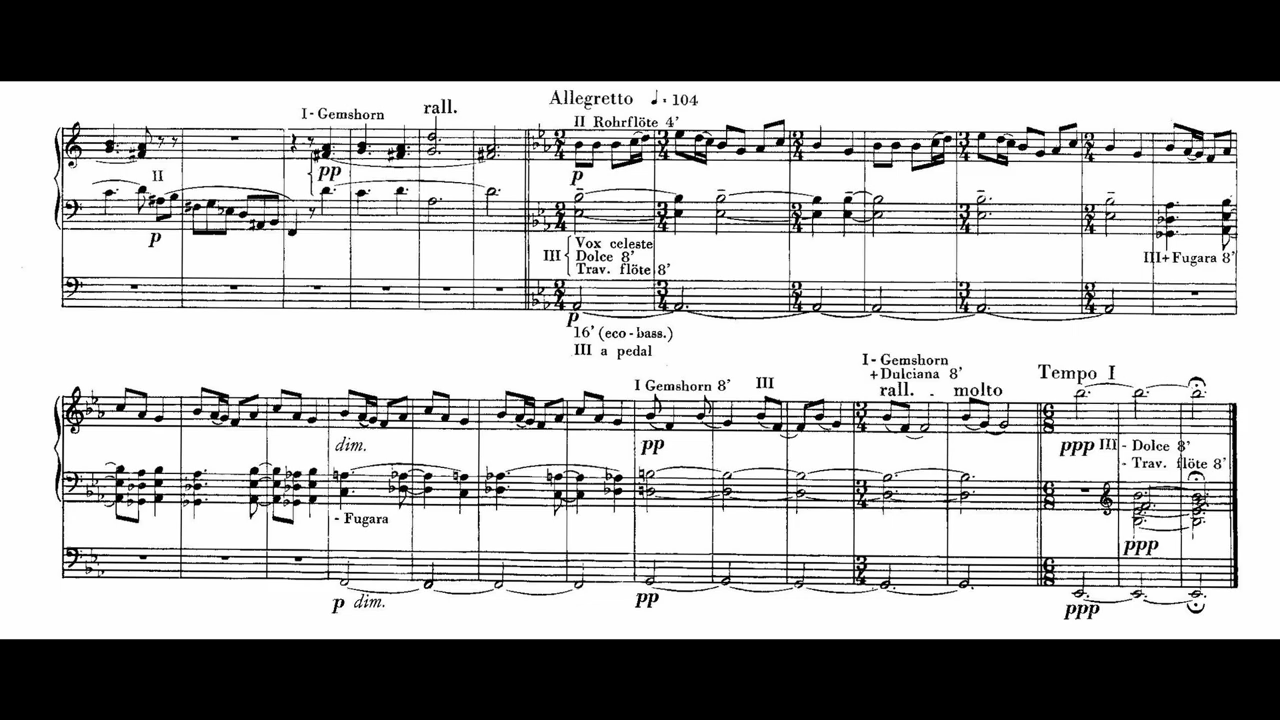 Allegretto ♩. 104
I - Gemshorn
rall.
II Rohrflöte 4'
II
pp
p
p
III
Vox celeste
Dolce 8'
Trav. flöte 8'
III + Fugara 8'
p
16' (eco - bass.)
III a pedal
I - Gemshorn
+ Dulciana 8'
rall. - molto
Tempo I
I Gemshorn 8'
III
dim.
pp
ppp
III - Dolce 8'
- Trav. flöte 8'
- Fugara
ppp
p dim.
pp
ppp